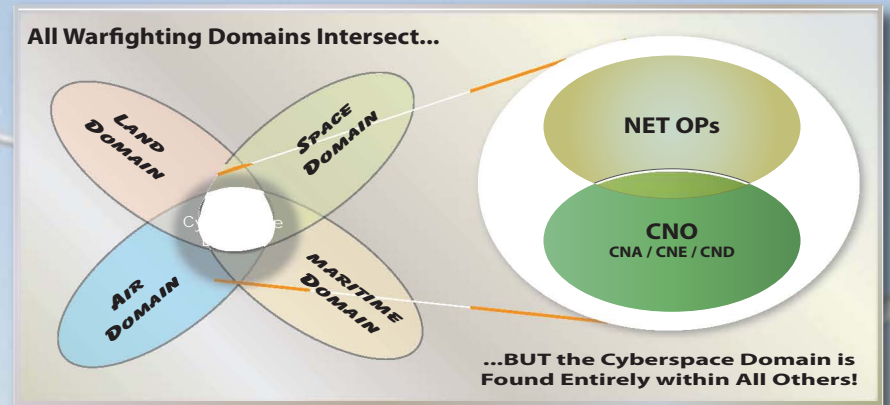 All Warfighting Domains Intersect...
LAND
DOMAIN
SPACE
DOMAIN
AIR
DOMAIN
MARITIME
DOMAIN
NET OPs
CNO
CNA / CNE / CND
...BUT the Cyberspace Domain is
Found Entirely within All Others!